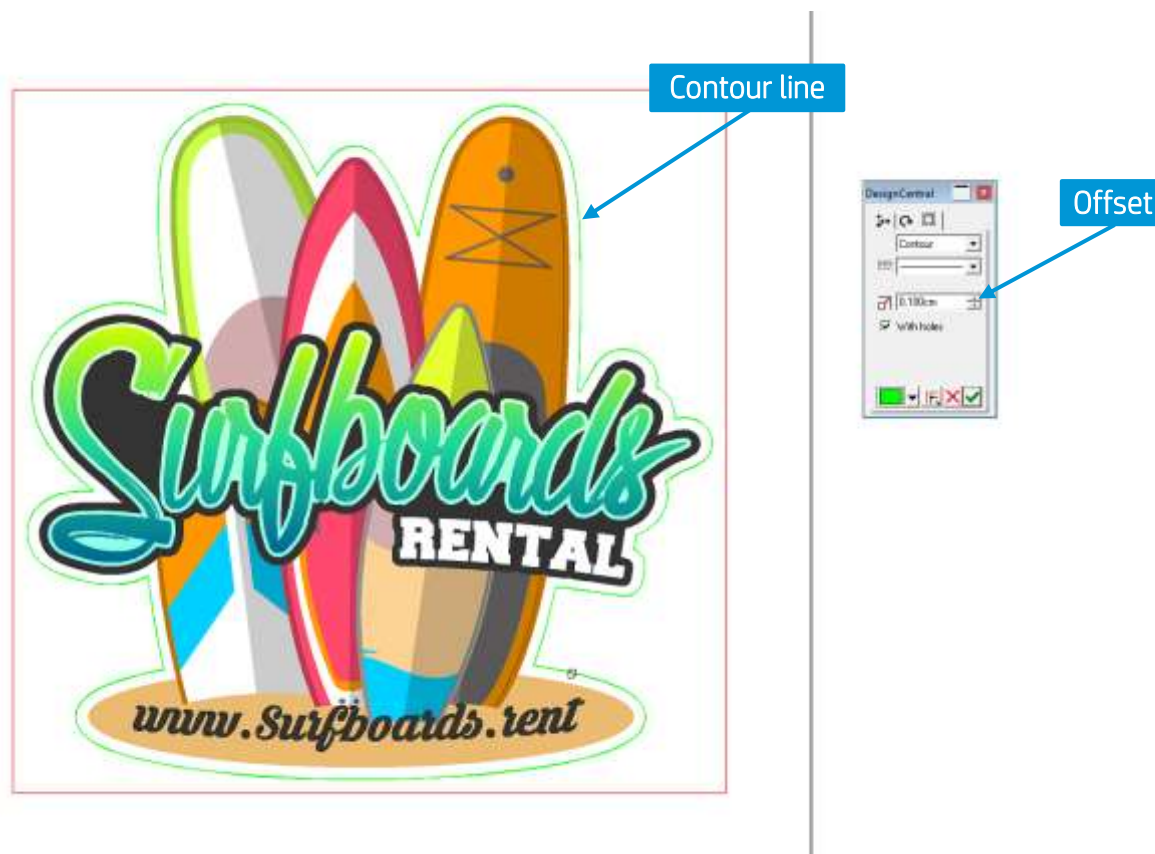 Contour line
DesignCentral
Offset
Contour
0.100cm
With holes
Surfboards
RENTAL
www.Surfboards.rent